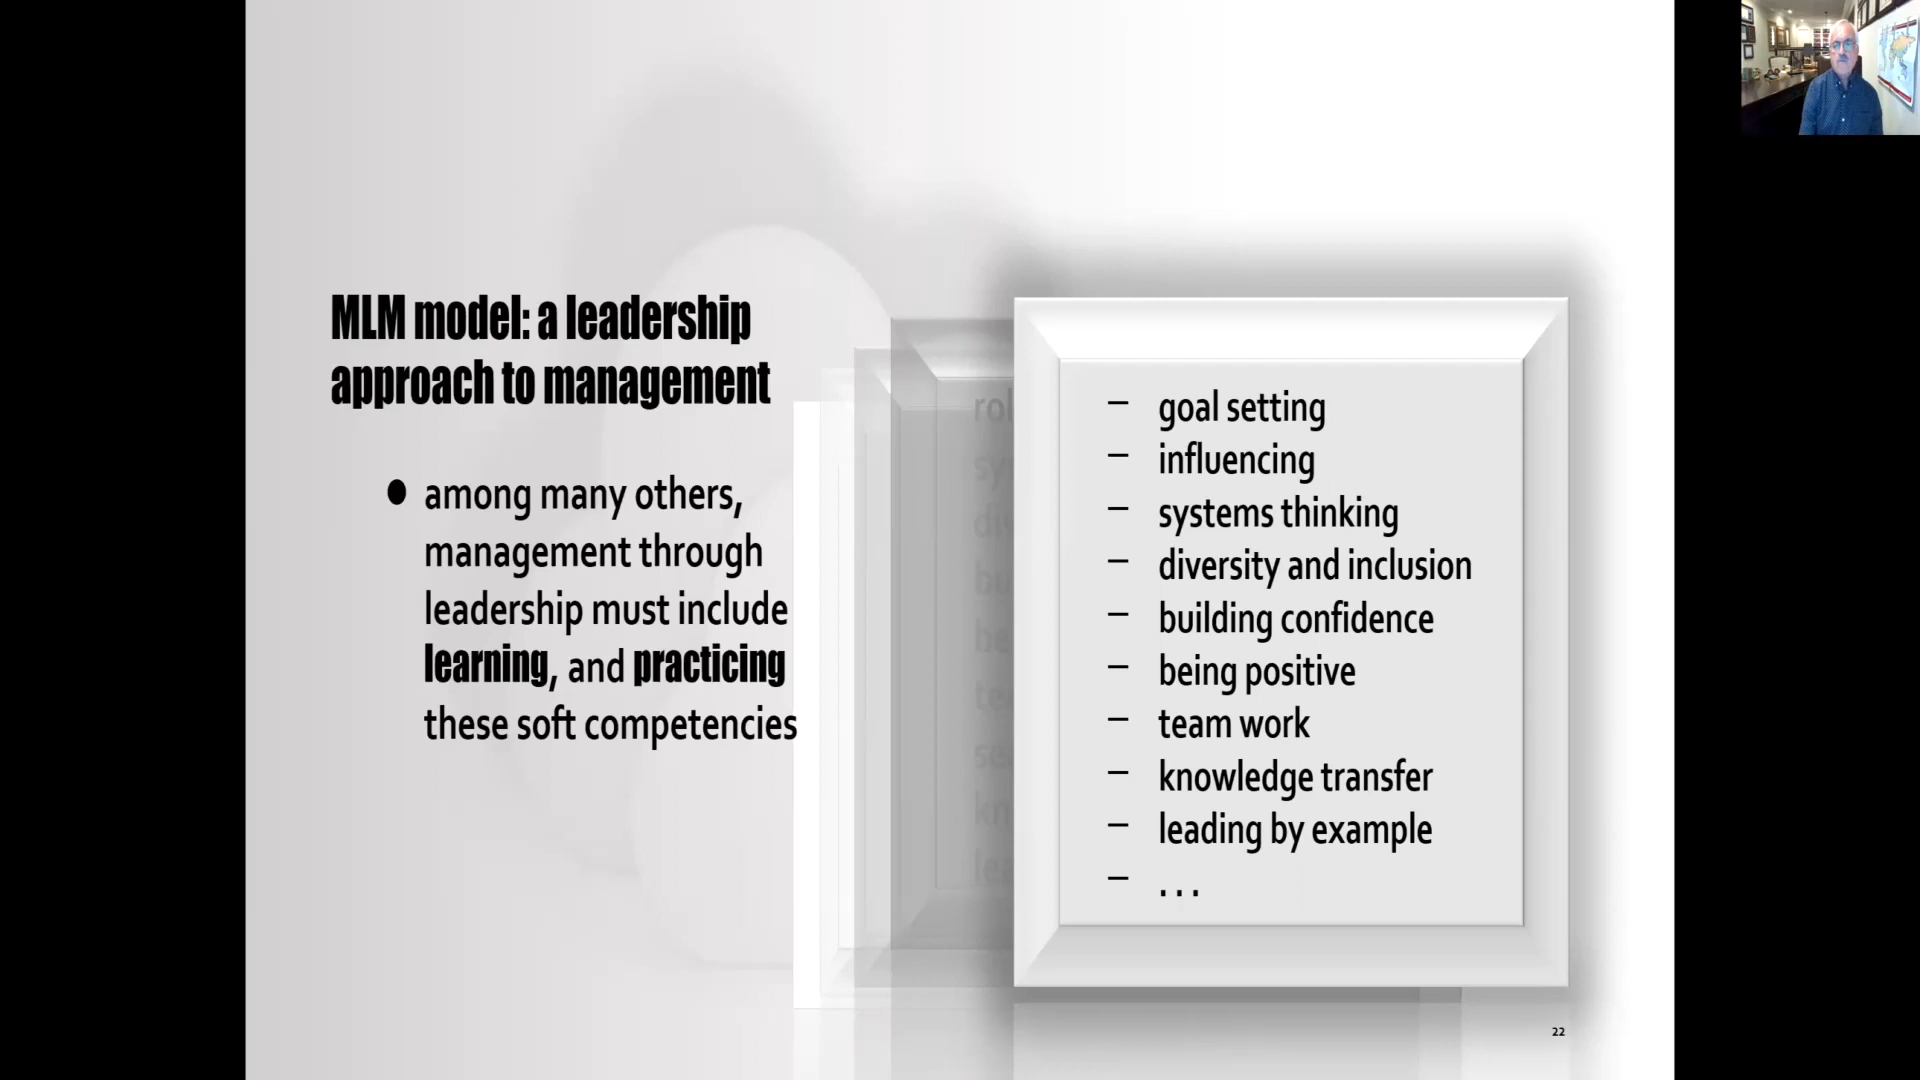 MLM model: a leadership
approach to management
● among many others,
management through
leadership must include
learning, and practicing
these soft competencies
– goal setting
– influencing
– systems thinking
– diversity and inclusion
– building confidence
– being positive
– team work
– knowledge transfer
– leading by example
– . . .
22